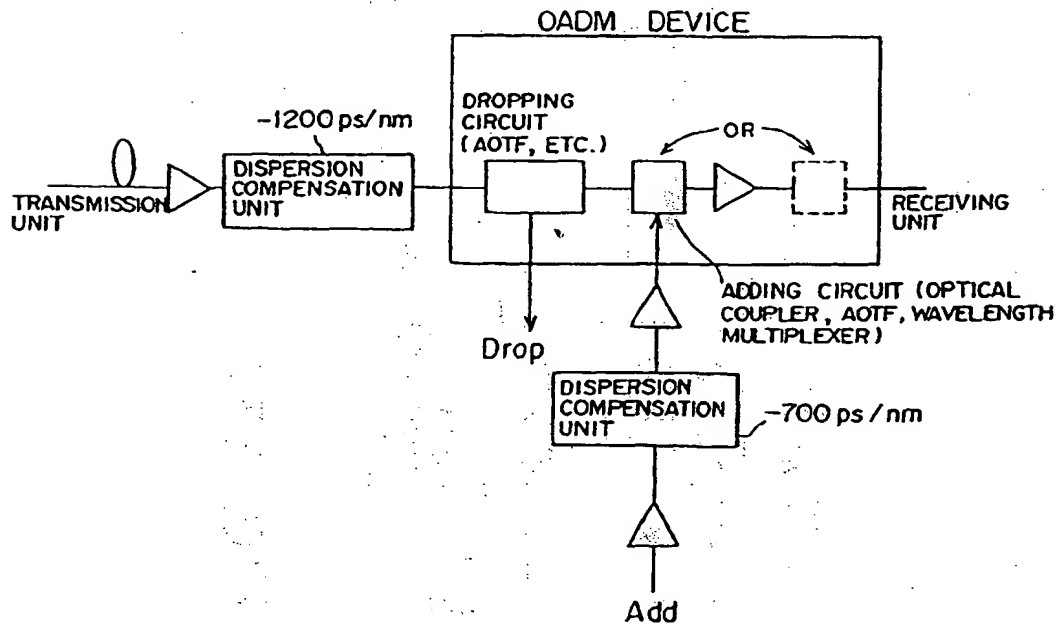 OADM DEVICE
DROPPING
CIRCUIT
(AOTF, ETC.)
OR
-1200 ps/nm
DISPERSION
COMPENSATION
UNIT
TRANSMISSION
UNIT
RECEIVING
UNIT
ADDING CIRCUIT (OPTICAL
COUPLER, AOTF, WAVELENGTH
MULTIPLEXER)
Drop
DISPERSION
COMPENSATION
UNIT
-700 ps/nm
Add